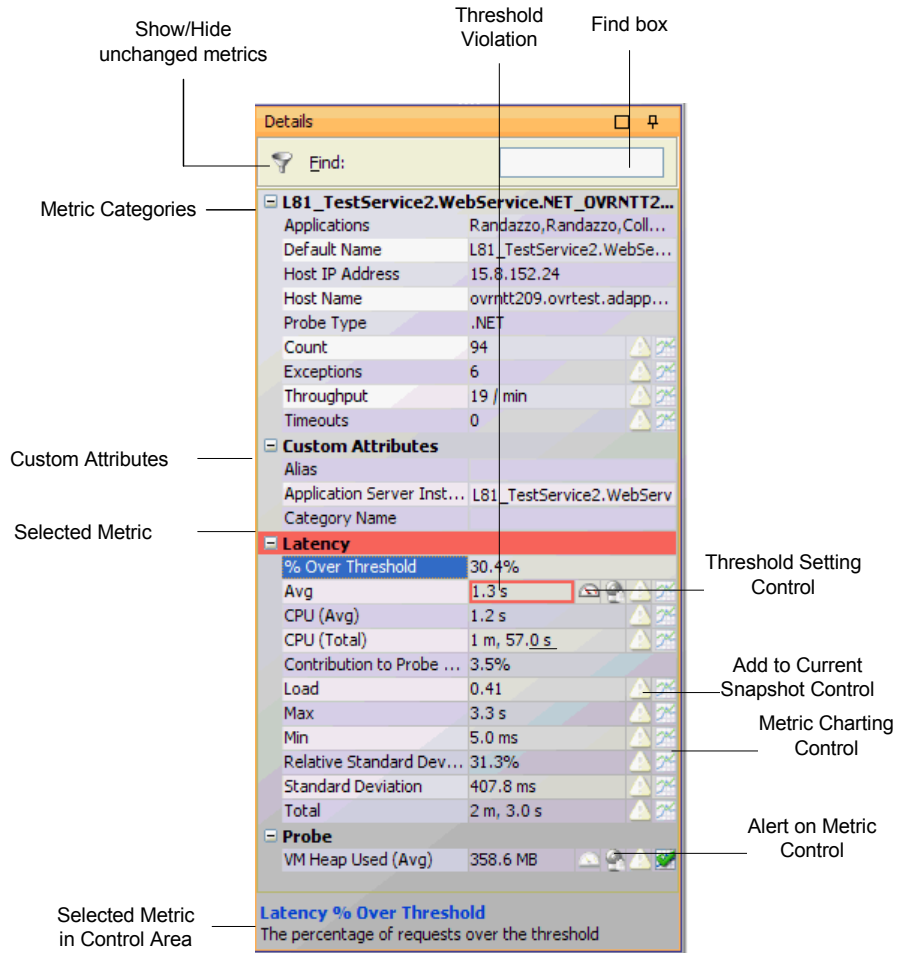 Show/Hide
unchanged metrics
Threshold
Violation
Find box
Details
Find:
Metric Categories
L81_TestService2.WebService.NET_OVRNTT2...
Applications Randazzo,Randazzo,Coll...
Default Name L81_TestService2.WebSe...
Host IP Address 15.8.152.24
Host Name ovrntt209.ovrtest.adapp...
Probe Type .NET
Count 94
Exceptions 6
Throughput 19 / min
Timeouts 0
Custom Attributes
Custom Attributes
Alias
Application Server Inst... L81_TestService2.WebServ
Category Name
Selected Metric
Latency
% Over Threshold 30.4%
Avg 1.3 s
Threshold Setting
Control
CPU (Avg) 1.2 s
CPU (Total) 1 m, 57.0 s
Contribution to Probe ... 3.5%
Load 0.41
Add to Current
Snapshot Control
Max 3.3 s
Min 5.0 ms
Metric Charting
Control
Relative Standard Dev... 31.3%
Standard Deviation 407.8 ms
Total 2 m, 3.0 s
Probe
VM Heap Used (Avg) 358.6 MB
Alert on Metric
Control
Selected Metric
in Control Area
Latency % Over Threshold
The percentage of requests over the threshold